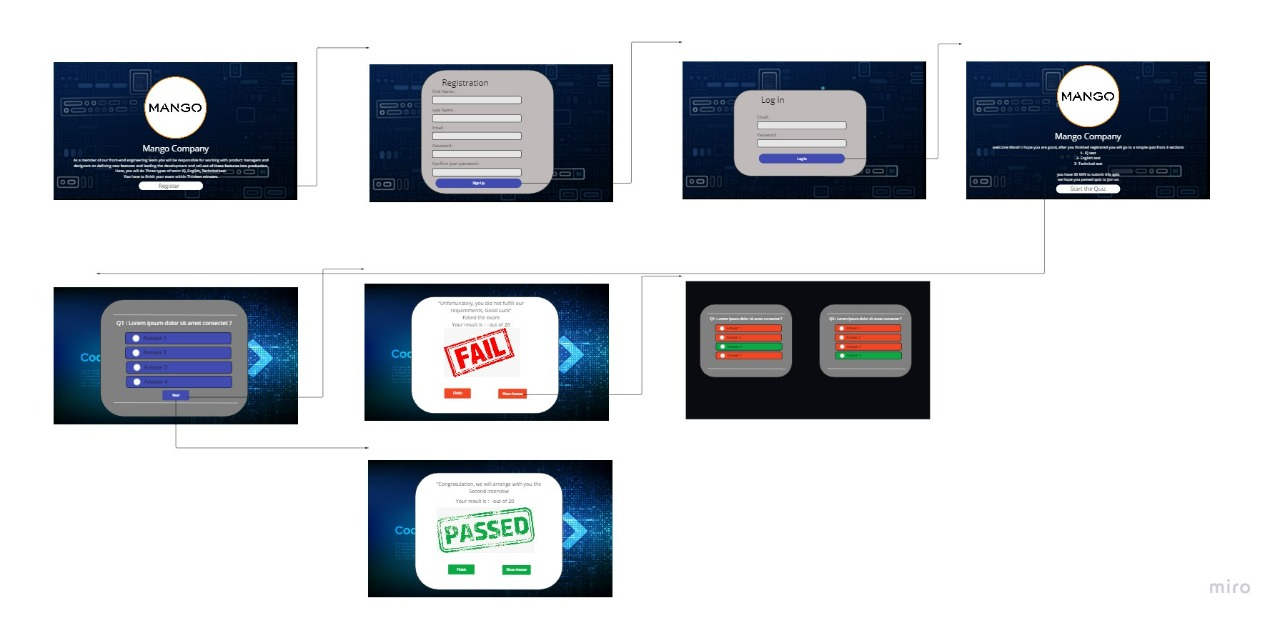 MANGO
Mango Company
As a member of our front-end engineering team you will be responsible for working with product managers and
designers on defining new features and leading the development and roll-out of these features into production.
Here, you will do Three types of tests: IQ, English, Technical test
You have to finish your exam within Thirteen minutes.
Register
Registration
First Name :
Last Name :
Email :
Password :
Confirm your password :
Sign Up
Log In
Email :
Password :
Log In
MANGO
Mango Company
welcome I hope you are good, after you finished registered you will go to a simple quiz from 3 sections
1- IQ test
2- English test
3- Technical test
you have 30 MIN to submit this quiz
we hope you passed quiz to join us
Start the Quiz
Q1 : Lorem ipsum dolor sit amet consectet ?
Answer 1
Answer 2
Answer 3
Answer 4
Next
Coc
"Unfortunately, you did not fulfill our
requirements, Good Luck"
Failed the exam
Your result is : - out of 20
FAIL
Finish
Show Answer
Coc
Q1 : Lorem ipsum dolor sit amet consectet ?
Answer 1
Answer 2
Answer 3
Answer 4
Q2 : Lorem ipsum dolor sit amet consectet ?
Answer 1
Answer 2
Answer 3
Answer 4
"Congratulation, we will arrange with you the
Second Interview
Your result is : - out of 20
PASSED
Finish
Show Answer
Coc
miro